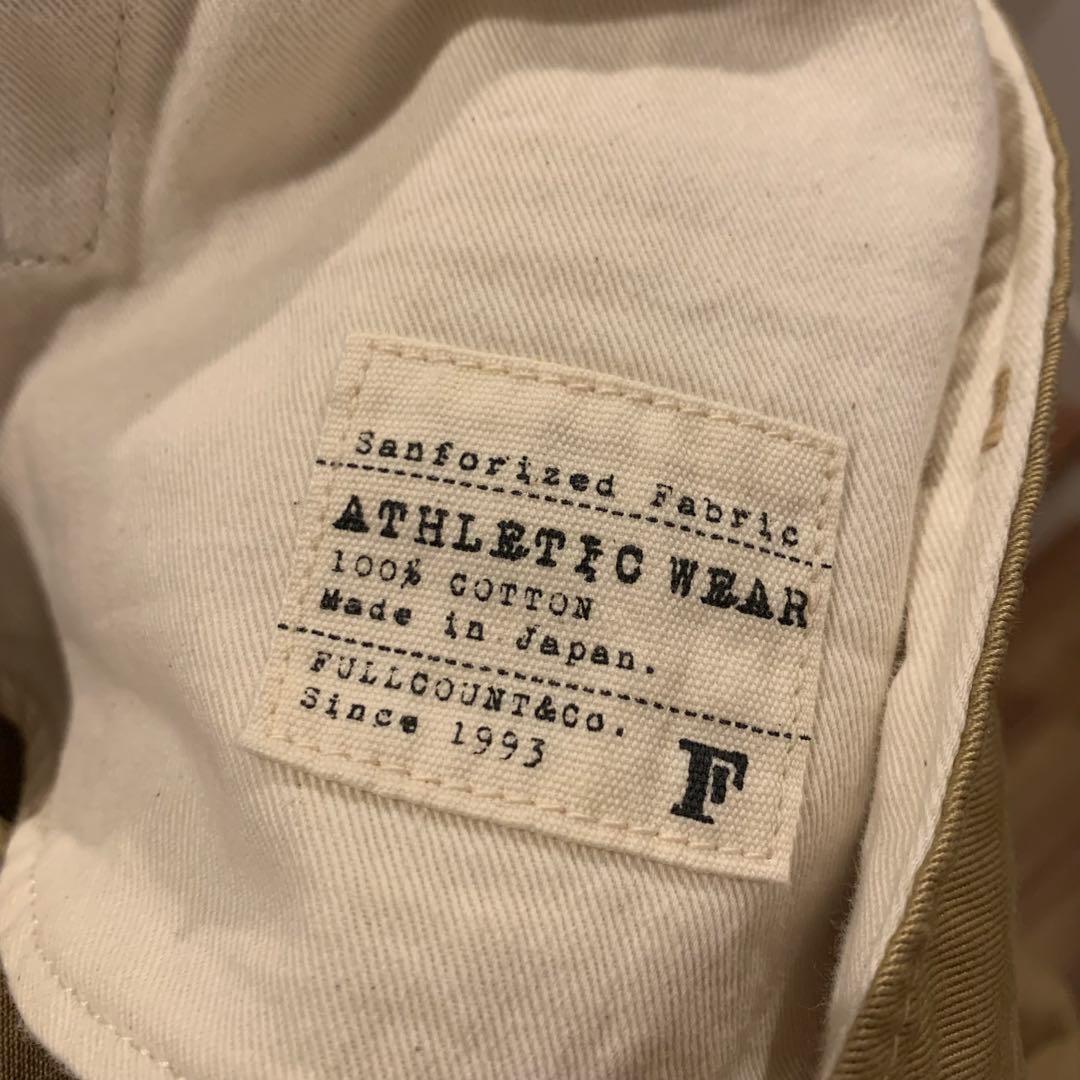 Sanforized Fabric
ATHLETIC WEAR
100% COTTON
Made in Japan.
FULLCOUNT&Co.
Since 1993
F